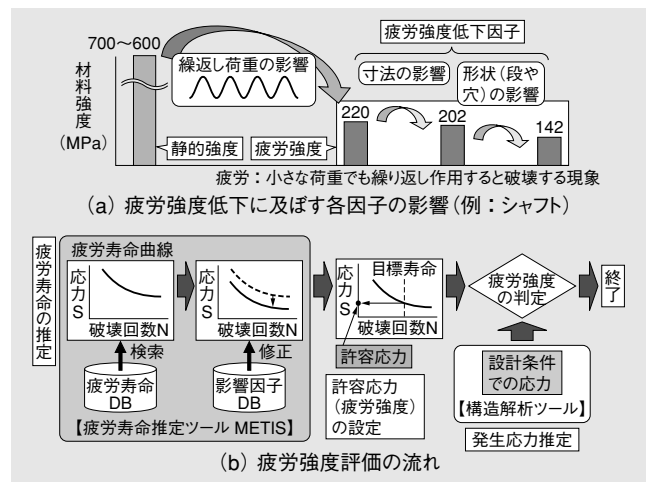 疲労強度低下因子
700～600
材料強度
(MPa)
繰返し荷重の影響
寸法の影響
形状(段や
穴)の影響
220
202
142
静的強度
疲労強度
疲労：小さな荷重でも繰り返し作用すると破壊する現象
(a) 疲労強度低下に及ぼす各因子の影響(例：シャフト)
疲労寿命の推定
疲労寿命曲線
応力S
破壊回数N
検索
疲労寿命
DB
応力S
破壊回数N
修正
影響因子
DB
【疲労寿命推定ツール METIS】
応力S
目標寿命
破壊回数N
許容応力
許容応力
(疲労強度)
の設定
疲労強度
の判定
終了
設計条件
での応力
【構造解析ツール】
発生応力推定
(b) 疲労強度評価の流れ